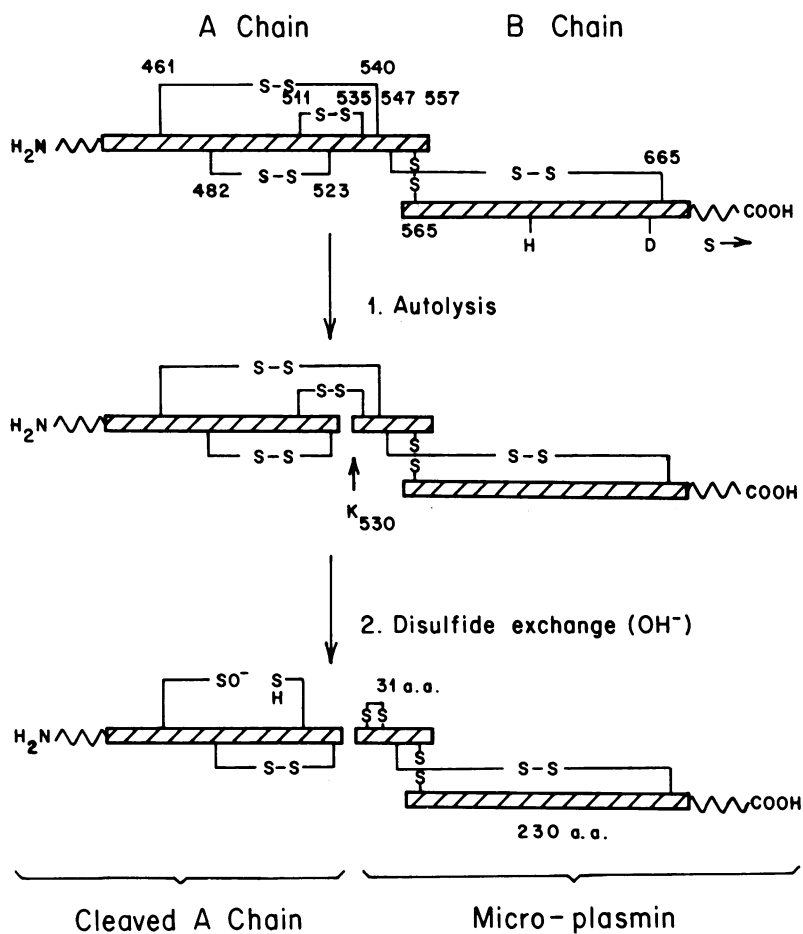 A Chain B Chain
461 540
S-S
511 535 547 557
S-S
H2N
S
S
S-S
665
482 S-S 523
COOH
565
H D S
1. Autolysis
S-S
S-S
H2N
S
S
S-S
S-S
COOH
K530
2. Disulfide exchange (OH⁻)
SO⁻ S
H
31 a.a.
S S
H2N
S
S
S-S
S-S
COOH
230 a.a.
Cleaved A Chain Micro-plasmin